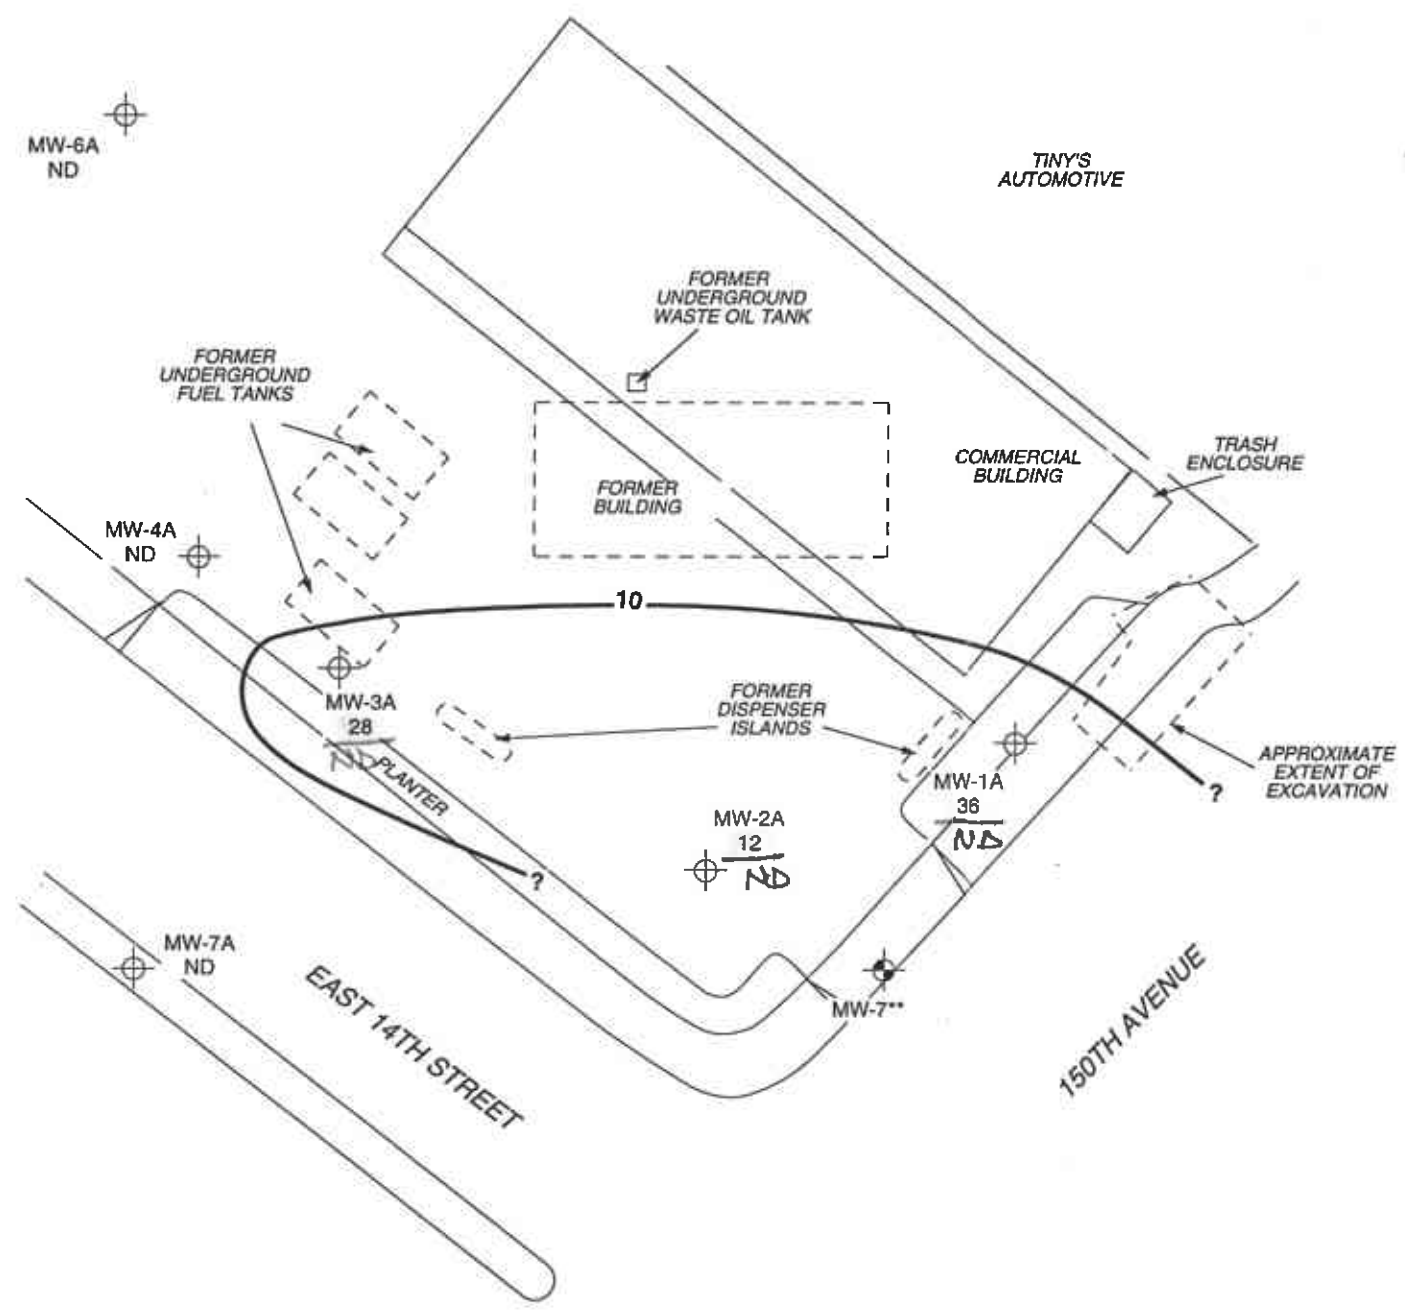 TINY'S
AUTOMOTIVE
MW-6A
ND
FORMER
UNDERGROUND
WASTE OIL TANK
FORMER
UNDERGROUND
FUEL TANKS
TRASH
ENCLOSURE
COMMERCIAL
BUILDING
FORMER
BUILDING
MW-4A
ND
10
MW-3A
28
ND
PLANTER
FORMER
DISPENSER
ISLANDS
APPROXIMATE
EXTENT OF
EXCAVATION
?
MW-1A
36
ND
MW-2A
12
ND
?
MW-7A
ND
EAST 14TH STREET
MW-7**
150TH AVENUE